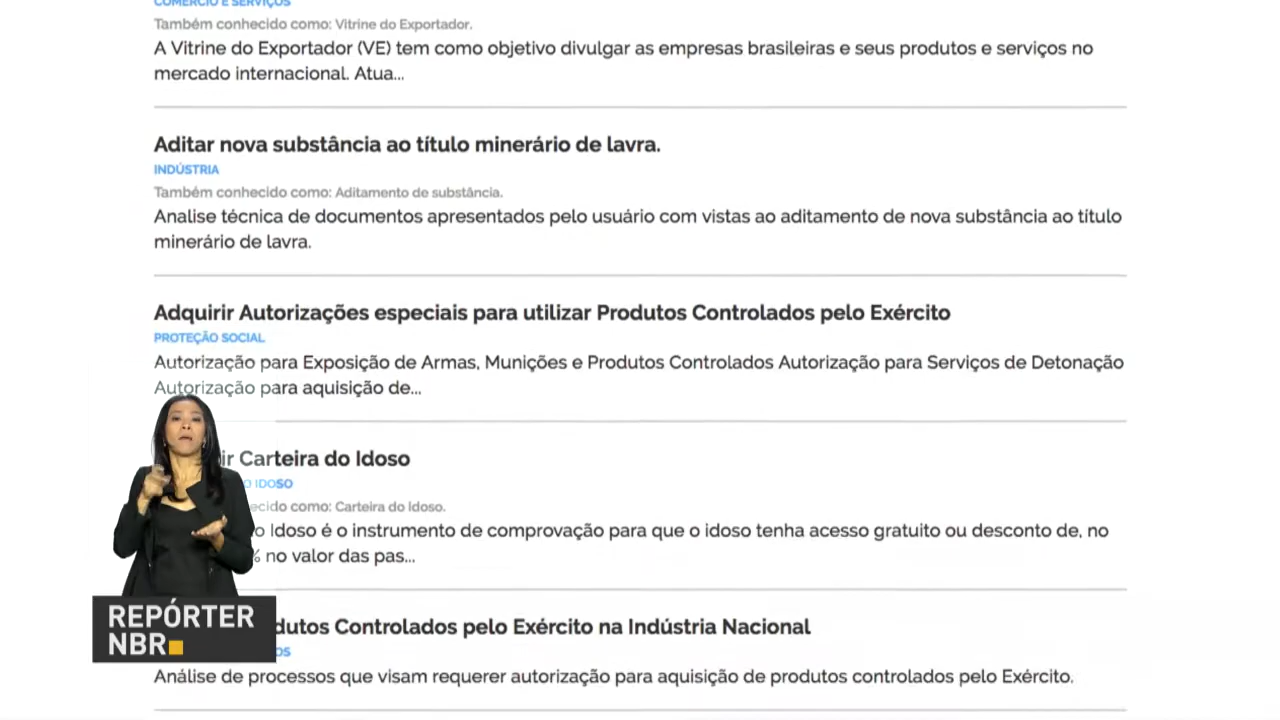 COMÉRCIO E SERVIÇOS
Também conhecido como: Vitrine do Exportador.
A Vitrine do Exportador (VE) tem como objetivo divulgar as empresas brasileiras e seus produtos e serviços no
mercado internacional. Atua...
Aditar nova substância ao título minerário de lavra.
INDÚSTRIA
Também conhecido como: Aditamento de substância.
Analise técnica de documentos apresentados pelo usuário com vistas ao aditamento de nova substância ao título
minerário de lavra.
Adquirir Autorizações especiais para utilizar Produtos Controlados pelo Exército
PROTEÇÃO SOCIAL
Autorização para Exposição de Armas, Munições e Produtos Controlados Autorização para Serviços de Detonação
Autorização para aquisição de...
ir Carteira do Idoso
O IDOSO
ecido como: Carteira do Idoso.
o Idoso é o instrumento de comprovação para que o idoso tenha acesso gratuito ou desconto de, no
% no valor das pas...
dutos Controlados pelo Exército na Indústria Nacional
OS
Análise de processos que visam requerer autorização para aquisição de produtos controlados pelo Exército.
REPÓRTER
NBR